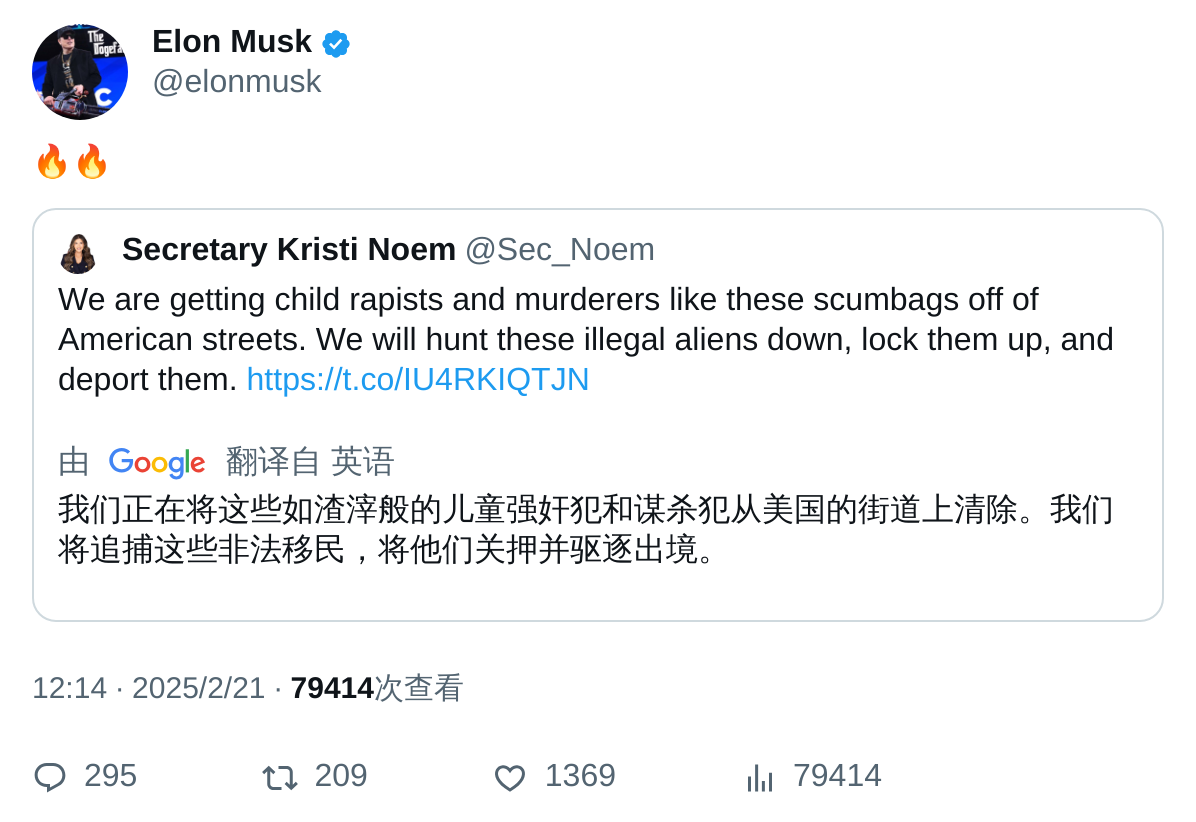 The
Dogefa
C
Elon Musk
@elonmusk
🔥🔥
Secretary Kristi Noem @Sec_Noem
We are getting child rapists and murderers like these scumbags off of
American streets. We will hunt these illegal aliens down, lock them up, and
deport them. https://t.co/IU4RKIQTJN
由 Google 翻译自 英语
我们正在将这些如渣滓般的儿童强奸犯和谋杀犯从美国的街道上清除。我们
将追捕这些非法移民，将他们关押并驱逐出境。
12:14 · 2025/2/21 · 79414次查看
295 209 1369 79414